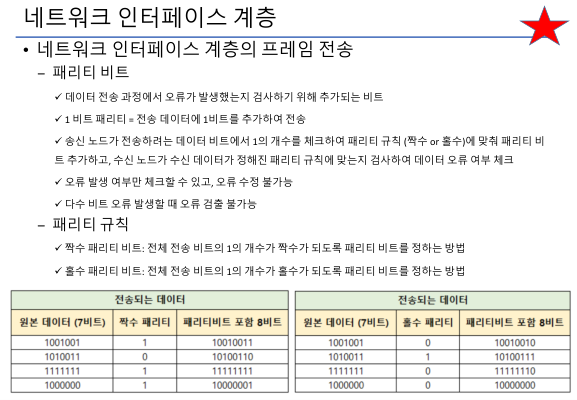 네트워크 인터페이스 계층
• 네트워크 인터페이스 계층의 프레임 전송
– 패리티 비트
✓ 데이터 전송 과정에서 오류가 발생했는지 검사하기 위해 추가되는 비트
✓ 1 비트 패리티 = 전송 데이터에 1비트를 추가하여 전송
✓ 송신 노드가 전송하려는 데이터 비트에서 1의 개수를 체크하여 패리티 규칙 (짝수 or 홀수)에 맞춰 패리티 비
트 추가하고, 수신 노드가 수신 데이터가 정해진 패리티 규칙에 맞는지 검사하여 데이터 오류 여부 체크
✓ 오류 발생 여부만 체크할 수 있고, 오류 수정 불가능
✓ 다수 비트 오류 발생할 때 오류 검출 불가능
– 패리티 규칙
✓ 짝수 패리티 비트: 전체 전송 비트의 1의 개수가 짝수가 되도록 패리티 비트를 정하는 방법
✓ 홀수 패리티 비트: 전체 전송 비트의 1의 개수가 홀수가 되도록 패리티 비트를 정하는 방법
전송되는 데이터
원본 데이터 (7비트) 짝수 패리티 패리티비트 포함 8비트
1001001 1 10010011
1010011 0 10100110
1111111 1 11111111
1000000 1 10000001
전송되는 데이터
원본 데이터 (7비트) 홀수 패리티 패리티비트 포함 8비트
1001001 0 10010010
1010011 1 10100111
1111111 0 11111110
1000000 0 10000000